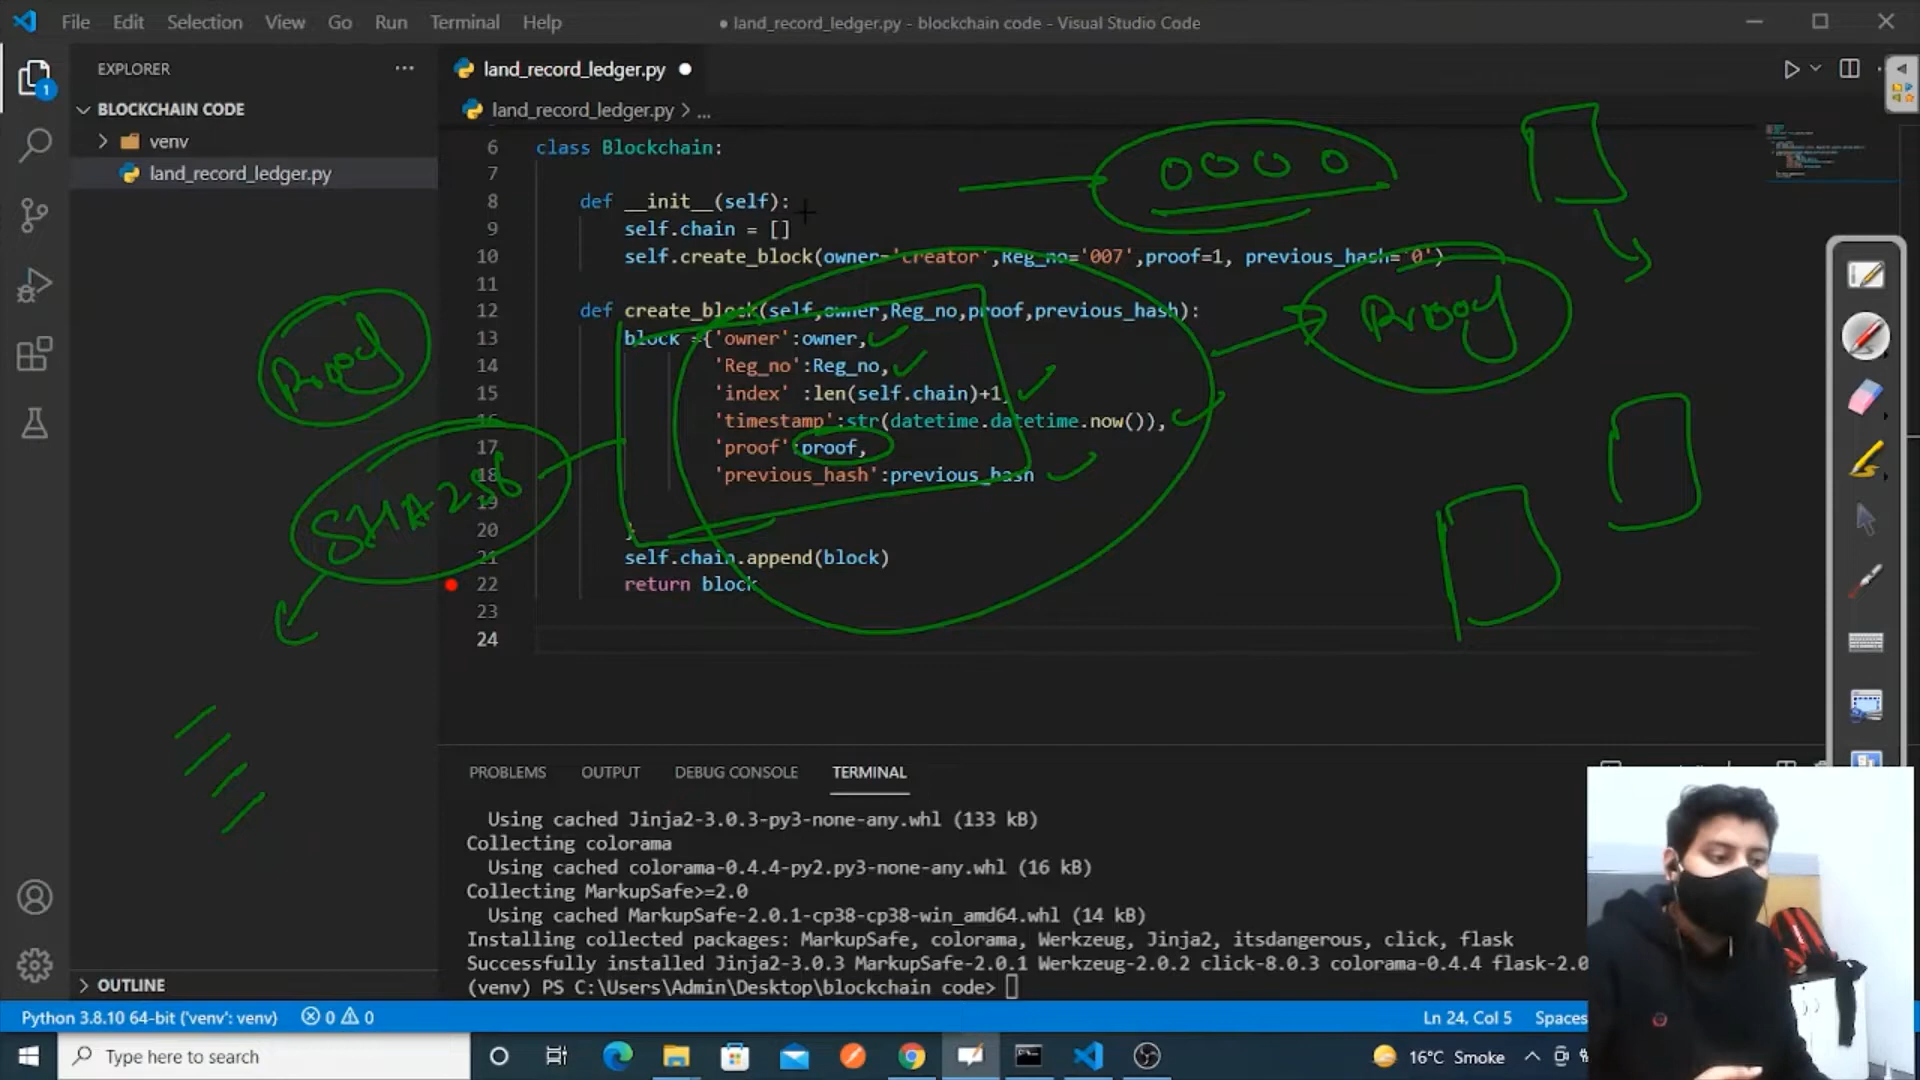 File Edit Selection View Go Run Terminal Help
● land_record_ledger.py - blockchain code - Visual Studio Code
EXPLORER
BLOCKCHAIN CODE
venv
land_record_ledger.py
land_record_ledger.py
land_record_ledger.py > ...
6 class Blockchain:
7
8 def __init__(self):
9 self.chain = []
10 self.create_block(owner='creator',Reg_no='007',proof=1, previous_hash='0')
11
12 def create_block(self,owner,Reg_no,proof,previous_hash):
13 block ={'owner':owner,
14 'Reg_no':Reg_no,
15 'index' :len(self.chain)+1,
16 'timestamp':str(datetime.datetime.now()),
17 'proof':proof,
18 'previous_hash':previous_hash
19
20 }
21 self.chain.append(block)
22 return block
23
24
0000
Proof
Proof
SHA256
PROBLEMS OUTPUT DEBUG CONSOLE TERMINAL
Using cached Jinja2-3.0.3-py3-none-any.whl (133 kB)
Collecting colorama
Using cached colorama-0.4.4-py2.py3-none-any.whl (16 kB)
Collecting MarkupSafe>=2.0
Using cached MarkupSafe-2.0.1-cp38-cp38-win_amd64.whl (14 kB)
Installing collected packages: MarkupSafe, colorama, Werkzeug, Jinja2, itsdangerous, click, flask
Successfully installed Jinja2-3.0.3 MarkupSafe-2.0.1 Werkzeug-2.0.2 click-8.0.3 colorama-0.4.4 flask-2.0
(venv) PS C:\Users\Admin\Desktop\blockchain code>
OUTLINE
Python 3.8.10 64-bit ('venv': venv) 0 0 Ln 24, Col 5 Spaces
Type here to search
16°C Smoke
1